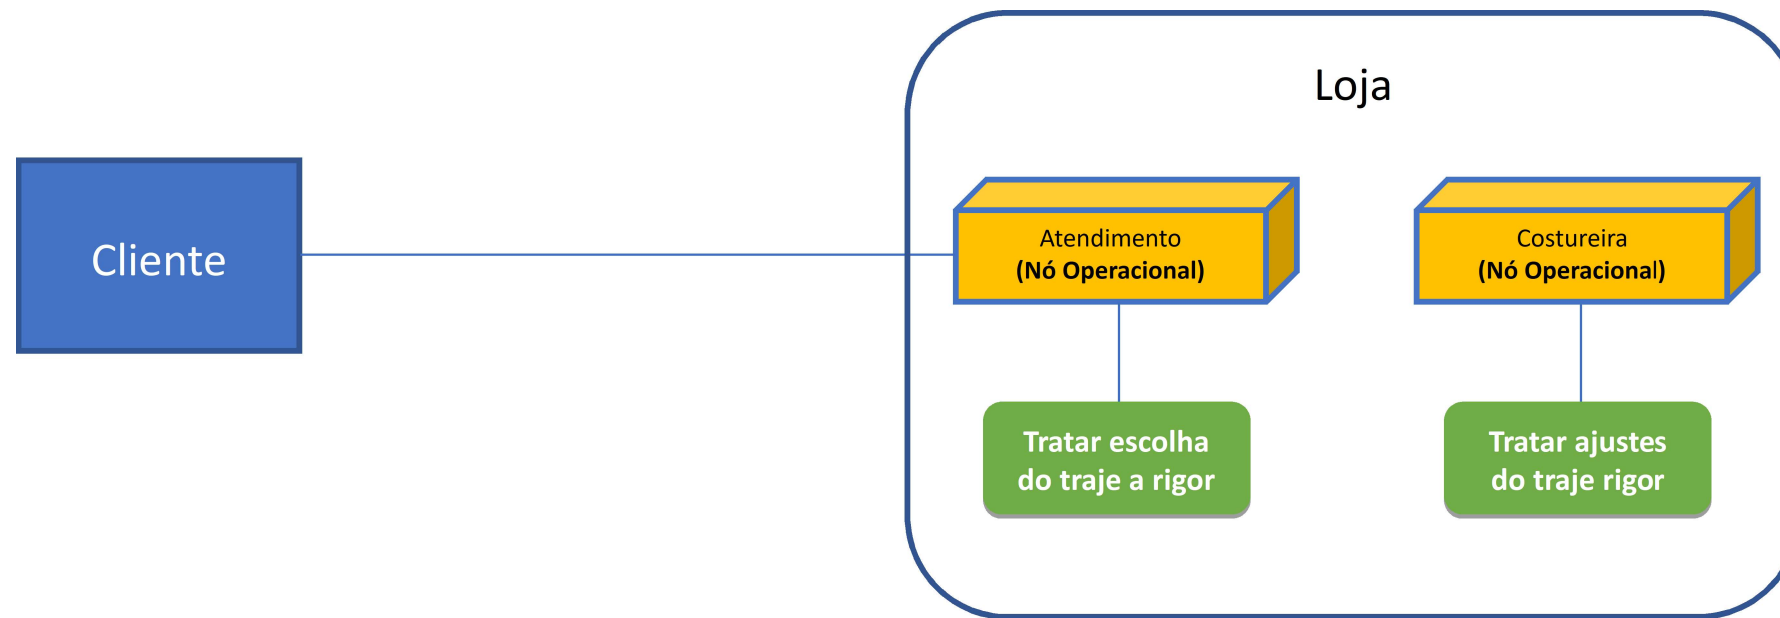 Loja
Cliente
Atendimento
(Nó Operacional)
Costureira
(Nó Operacional)
Tratar escolha
do traje a rigor
Tratar ajustes
do traje rigor